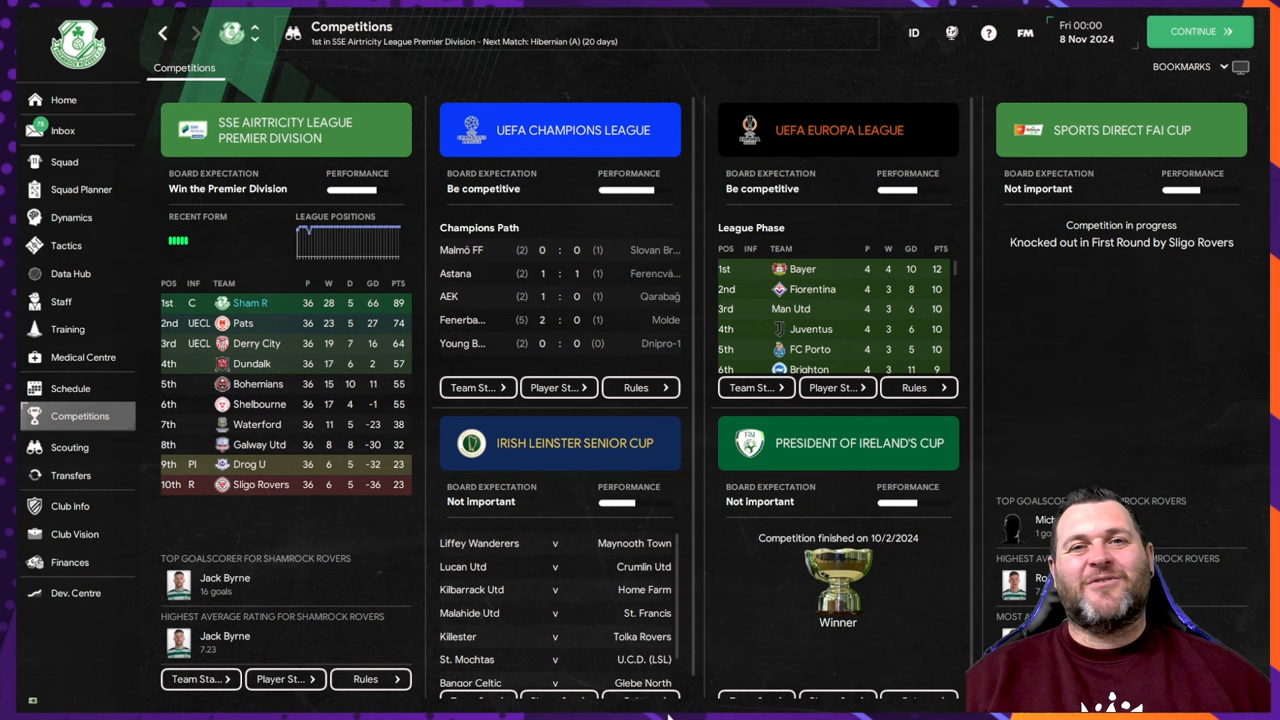 Competitions
1st in SSE Airtricity League Premier Division - Next Match: Hibernian (A) (20 days)
ID
FM
Fri 00:00
8 Nov 2024
CONTINUE
Competitions
BOOKMARKS
Home
75
Inbox
Squad
Squad Planner
Dynamics
Tactics
Data Hub
Staff
Training
Medical Centre
Schedule
Competitions
Scouting
Transfers
Club Info
Club Vision
Finances
Dev. Centre
SSE AIRTRICITY LEAGUE
PREMIER DIVISION
BOARD EXPECTATION PERFORMANCE
Win the Premier Division
RECENT FORM LEAGUE POSITIONS
POS INF TEAM P W D GD PTS
1st C Sham R 36 28 5 66 89
2nd UECL Pats 36 23 5 27 74
3rd UECL Derry City 36 19 7 16 64
4th Dundalk 36 17 6 2 57
5th Bohemians 36 15 10 11 55
6th Shelbourne 36 17 4 -1 55
7th Waterford 36 11 5 -23 38
8th Galway Utd 36 8 8 -30 32
9th Pl Drog U 36 6 5 -32 23
10th R Sligo Rovers 36 6 5 -36 23
TOP GOALSCORER FOR SHAMROCK ROVERS
Jack Byrne
16 goals
HIGHEST AVERAGE RATING FOR SHAMROCK ROVERS
Jack Byrne
7.23
Team Sta... Player St... Rules
UEFA CHAMPIONS LEAGUE
BOARD EXPECTATION PERFORMANCE
Be competitive
Champions Path
Malmö FF (2) 0 : 0 (1) Slovan Br...
Astana (2) 1 : 1 (1) Ferencvá...
AEK (2) 1 : 0 (1) Qarabağ
Fenerba... (5) 2 : 0 (1) Molde
Young B... (2) 0 : 0 (0) Dnipro-1
Team St... Player St... Rules
IRISH LEINSTER SENIOR CUP
BOARD EXPECTATION PERFORMANCE
Not important
Liffey Wanderers v Maynooth Town
Lucan Utd v Crumlin Utd
Kilbarrack Utd v Home Farm
Malahide Utd v St. Francis
Killester v Tolka Rovers
St. Mochtas v U.C.D. (LSL)
Bangor Celtic v Glebe North
UEFA EUROPA LEAGUE
BOARD EXPECTATION PERFORMANCE
Be competitive
League Phase
POS INF TEAM P W GD PTS
1st Bayer 4 4 10 12
2nd Fiorentina 4 3 8 10
3rd Man Utd 4 3 6 10
4th Juventus 4 3 6 10
5th FC Porto 4 3 5 10
6th Brighton 4 3 11 9
Team St... Player St... Rules
PRESIDENT OF IRELAND'S CUP
BOARD EXPECTATION PERFORMANCE
Not important
Competition finished on 10/2/2024
Winner
SPORTS DIRECT FAI CUP
BOARD EXPECTATION PERFORMANCE
Not important
Competition in progress
Knocked out in First Round by Sligo Rovers
TOP GOALSCOR ROCK ROVERS
Mich
1 go
HIGHEST A ROCK ROVERS
Ro
7.
MOST A